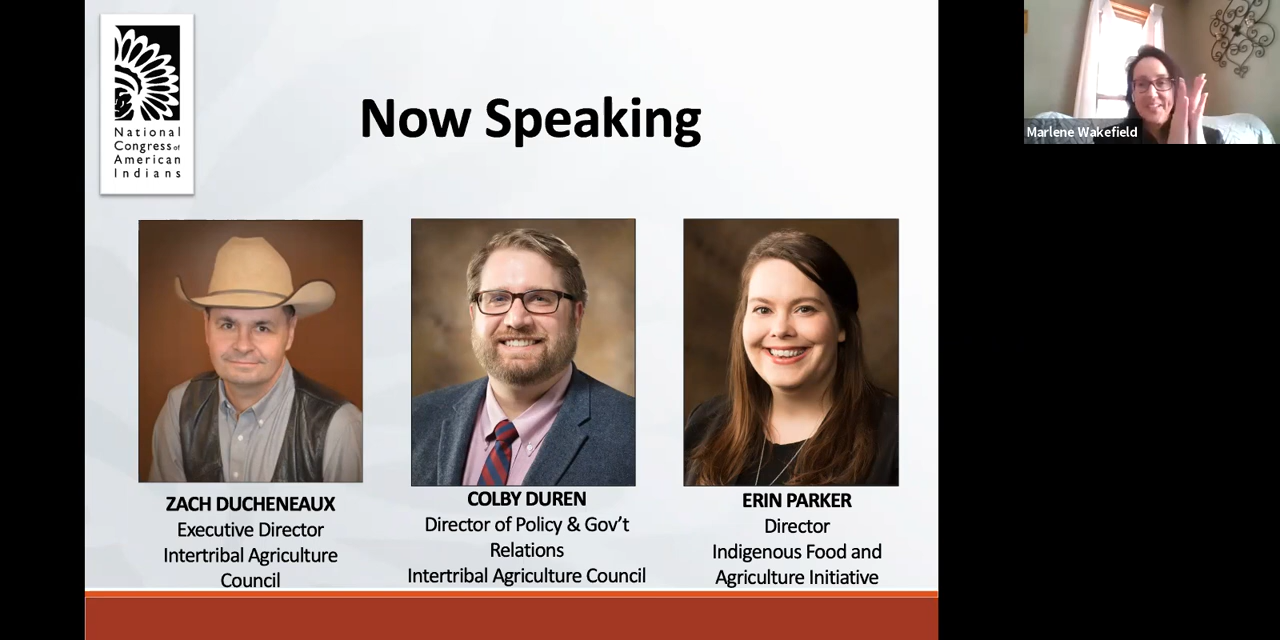 National
Congress of
American
Indians
Now Speaking
Marlene Wakefield
ZACH DUCHENEAUX
Executive Director
Intertribal Agriculture
Council
COLBY DUREN
Director of Policy & Gov’t
Relations
Intertribal Agriculture Council
ERIN PARKER
Director
Indigenous Food and
Agriculture Initiative